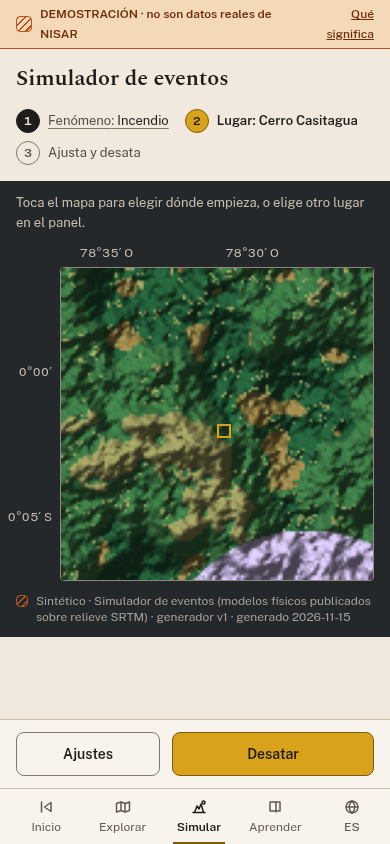 DEMOSTRACIÓN · no son datos reales de NISAR
Qué significa
Simulador de eventos
1 Fenómeno: Incendio
2 Lugar: Cerro Casitagua
3 Ajusta y desata
Toca el mapa para elegir dónde empieza, o elige otro lugar
en el panel.
78°35′ O 78°30′ O
0°00′
0°05′ S
Sintético · Simulador de eventos (modelos físicos publicados
sobre relieve SRTM) · generador v1 · generado 2026-11-15
Ajustes Desatar
Inicio Explorar Simular Aprender ES